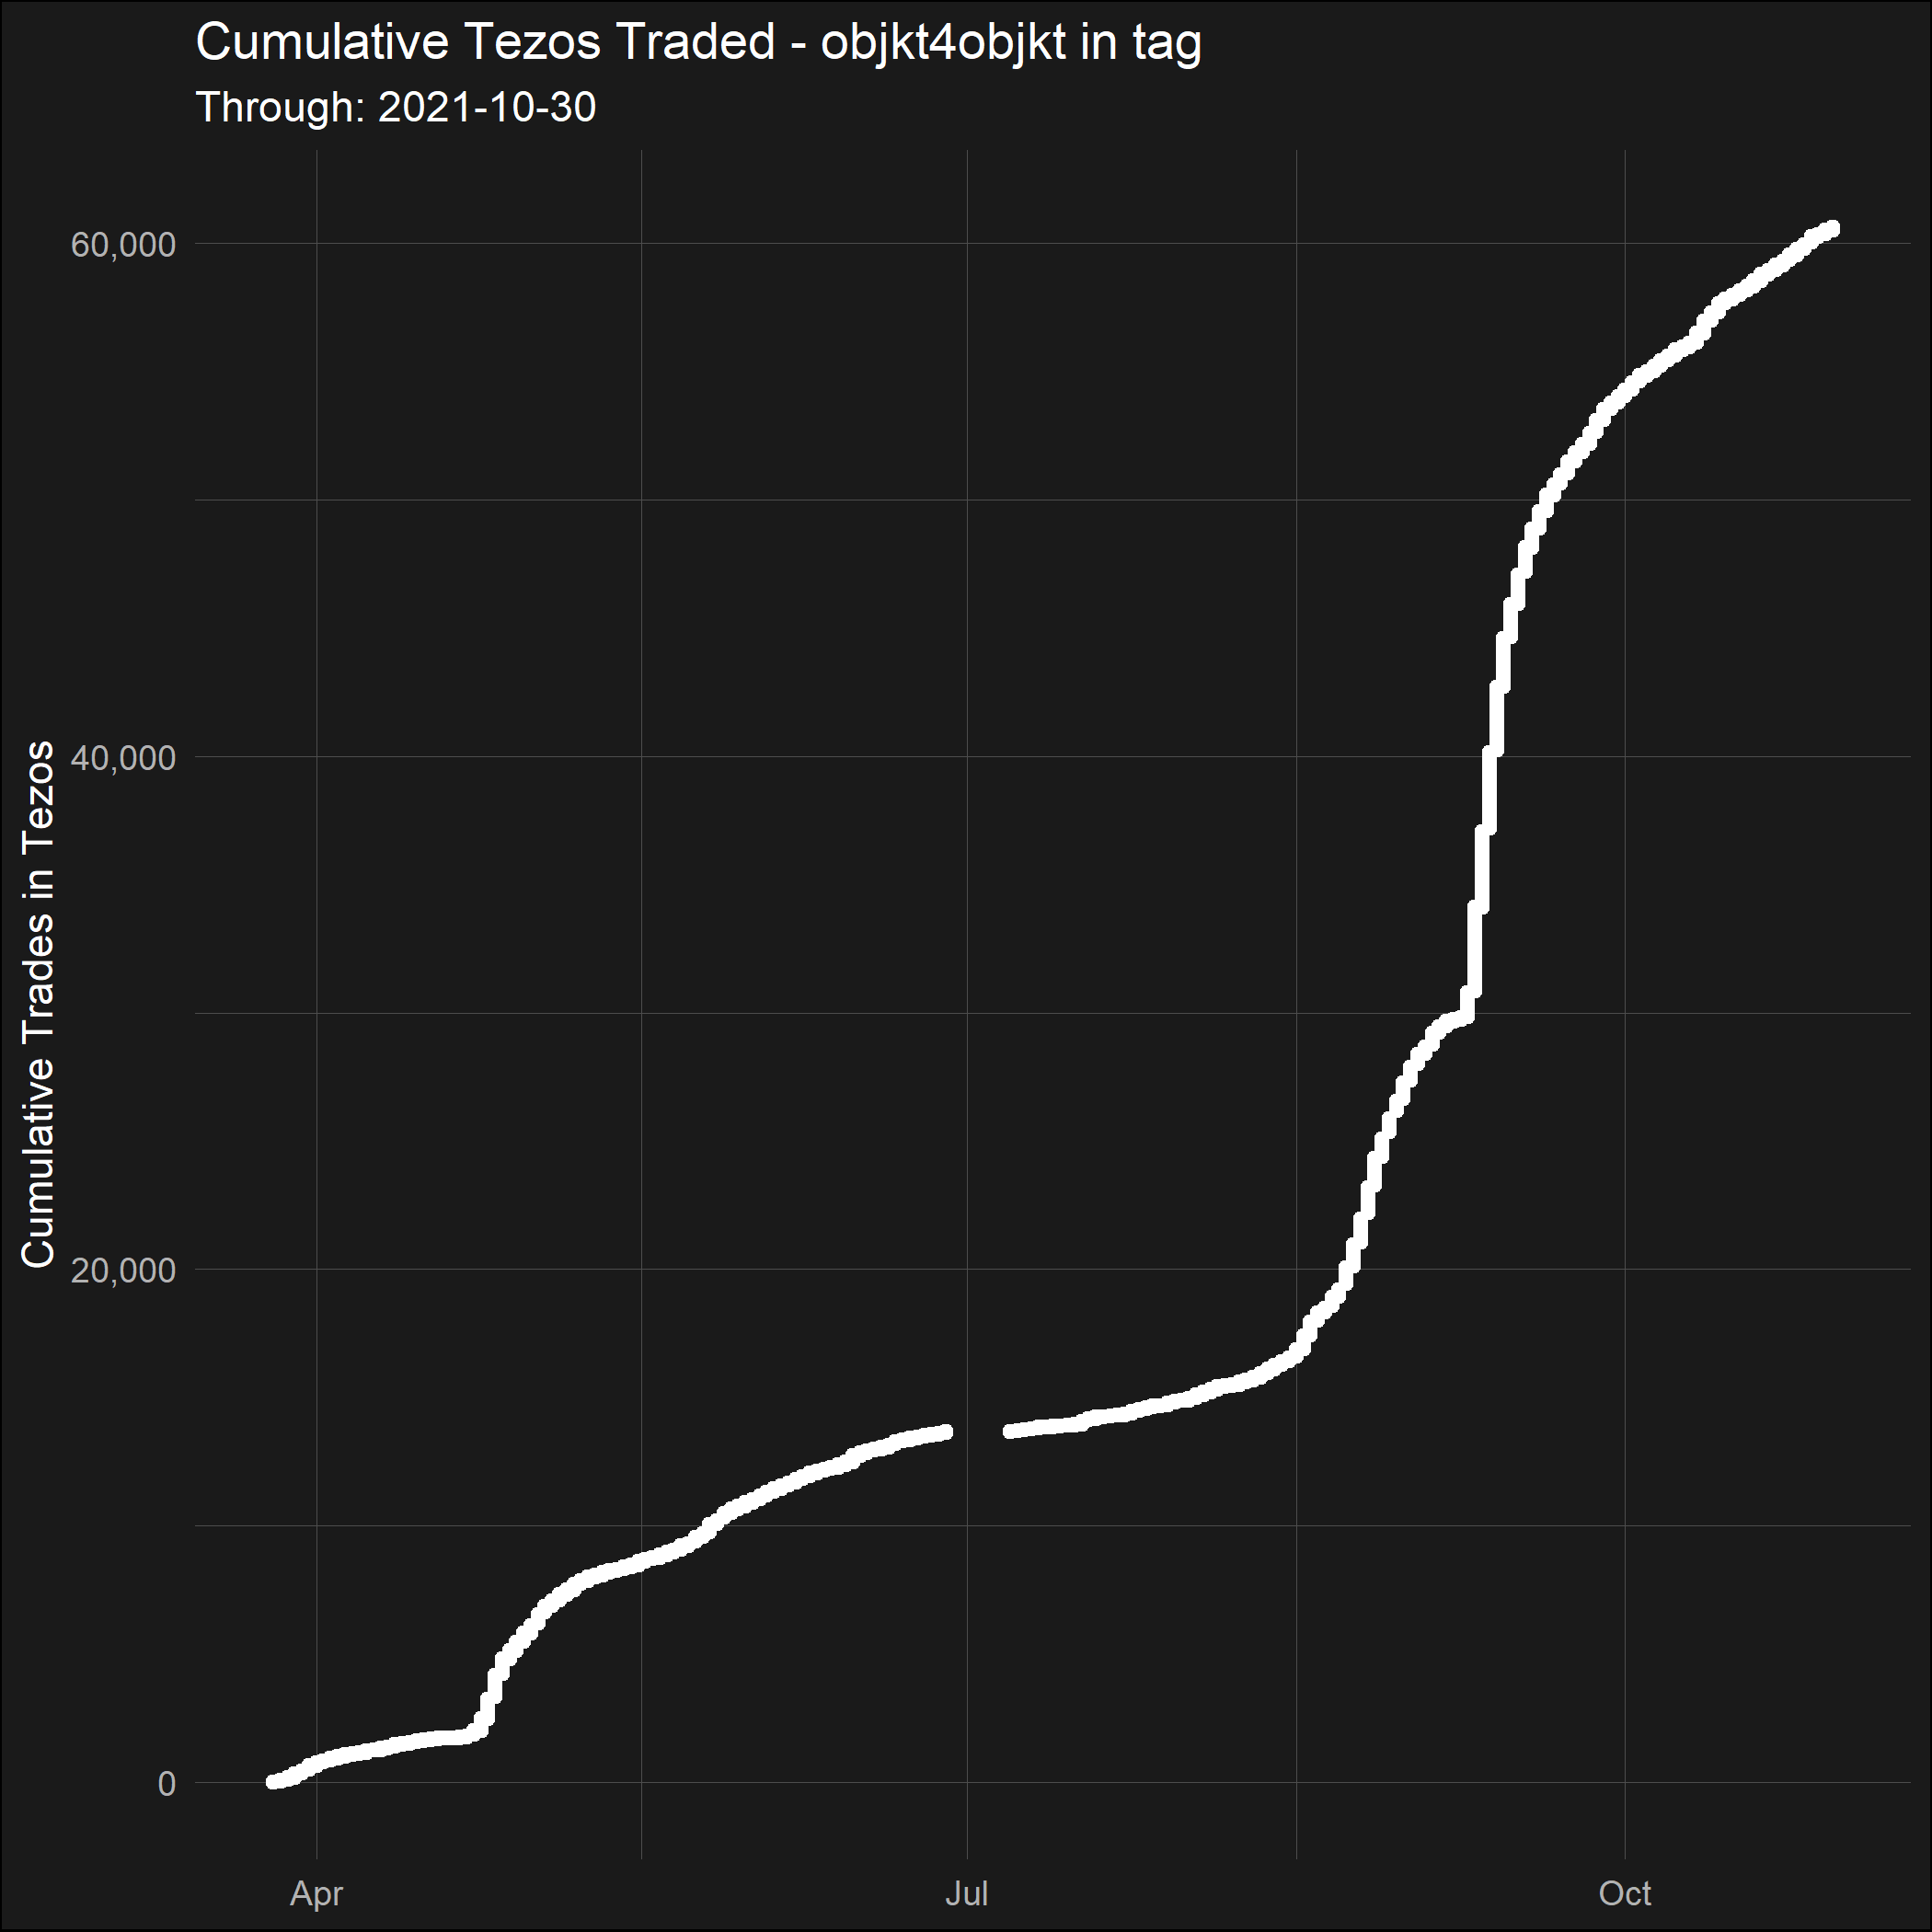 Cumulative Tezos Traded - objkt4objkt in tag
Through: 2021-10-30
Cumulative Trades in Tezos
60,000
40,000
20,000
0
Apr
Jul
Oct